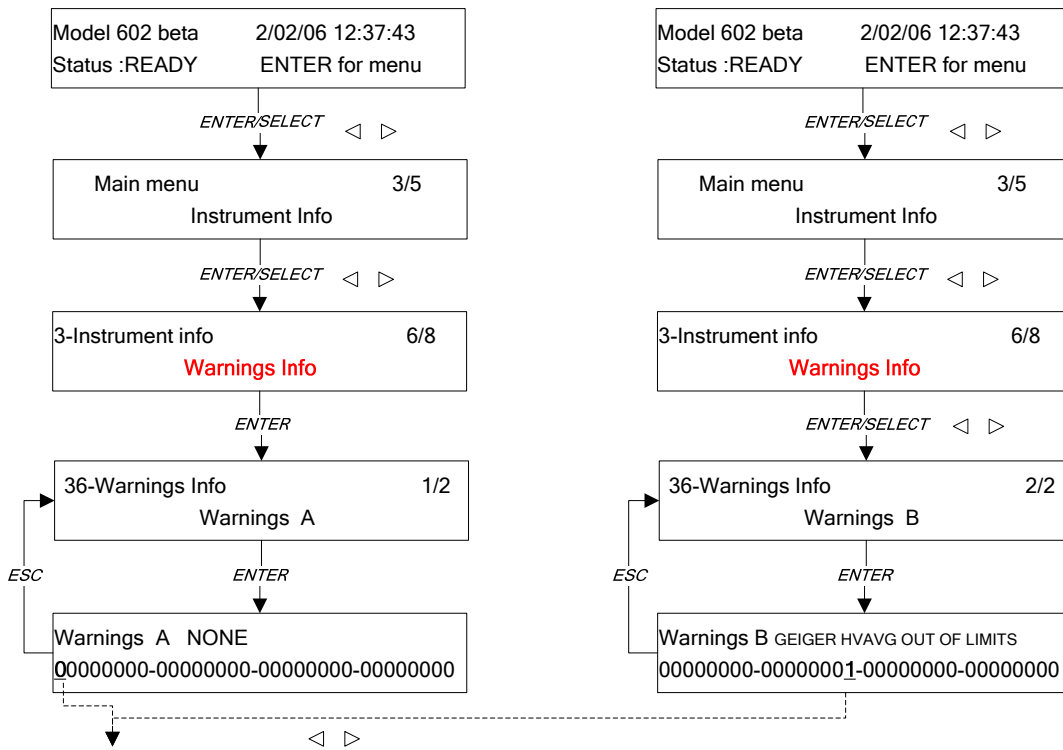 Model 602 beta 2/02/06 12:37:43
Status :READY ENTER for menu
ENTER/SELECT ◁ ▷
Main menu 3/5
Instrument Info
ENTER/SELECT ◁ ▷
3-Instrument info 6/8
Warnings Info
ENTER
36-Warnings Info 1/2
Warnings A
ESC
ENTER
Warnings A NONE
00000000-00000000-00000000-00000000
◁ ▷
Model 602 beta 2/02/06 12:37:43
Status :READY ENTER for menu
ENTER/SELECT ◁ ▷
Main menu 3/5
Instrument Info
ENTER/SELECT ◁ ▷
3-Instrument info 6/8
Warnings Info
ENTER/SELECT ◁ ▷
36-Warnings Info 2/2
Warnings B
ESC
ENTER
Warnings B GEIGER HVAVG OUT OF LIMITS
00000000-00000001-00000000-00000000